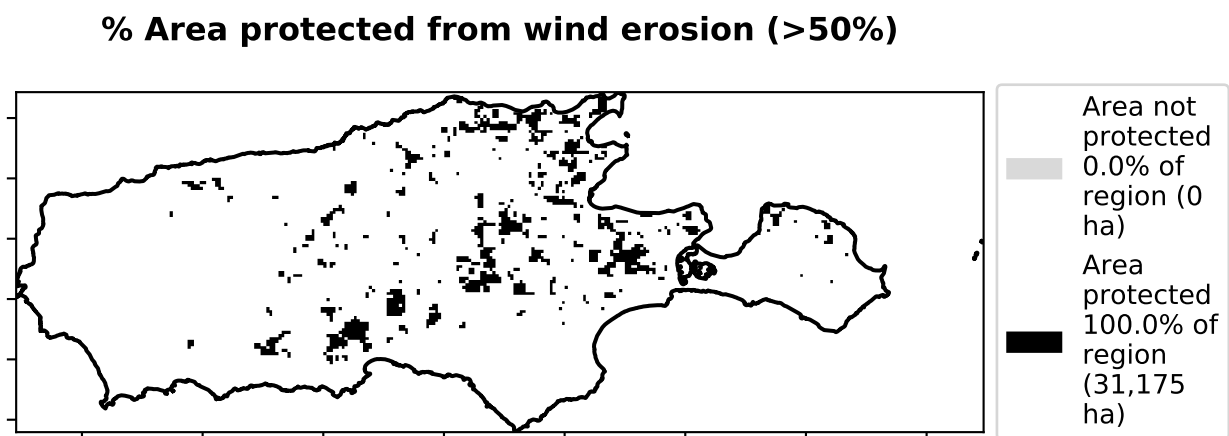 % Area protected from wind erosion (>50%)
Area not
protected
0.0% of
region (0
ha)
Area
protected
100.0% of
region
(31,175
ha)